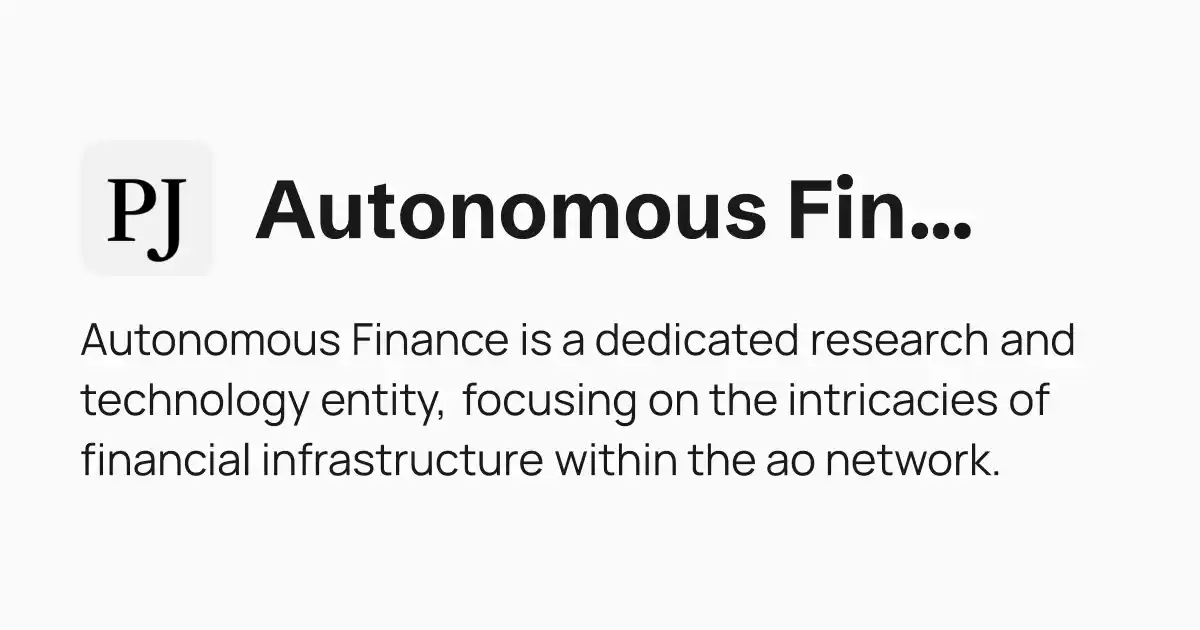 PJ
Autonomous Fin...
Autonomous Finance is a dedicated research and
technology entity, focusing on the intricacies of
financial infrastructure within the ao network.